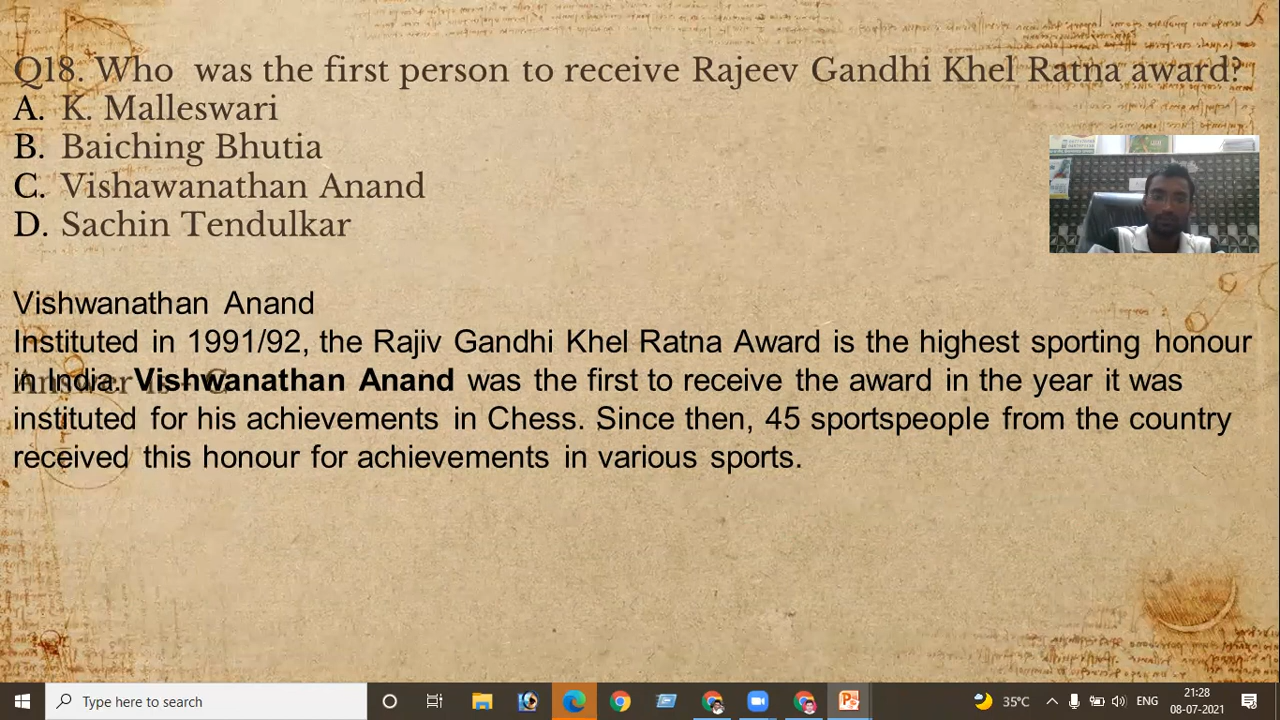 Q18. Who was the first person to receive Rajeev Gandhi Khel Ratna award?
A. K. Malleswari
B. Baiching Bhutia
C. Vishawanathan Anand
D. Sachin Tendulkar
Vishwanathan Anand
Instituted in 1991/92, the Rajiv Gandhi Khel Ratna Award is the highest sporting honour
in India. Vishwanathan Anand was the first to receive the award in the year it was
Answer is - C
instituted for his achievements in Chess. Since then, 45 sportspeople from the country
received this honour for achievements in various sports.
Type here to search
35°C
ENG
21:28
08-07-2021